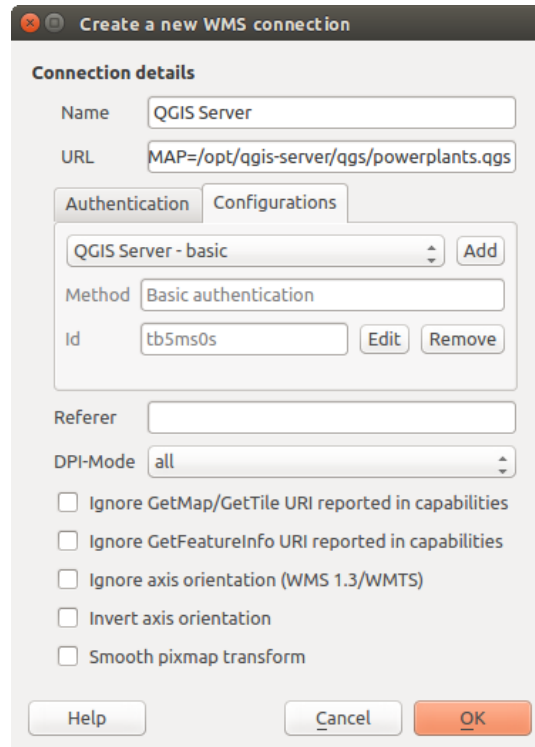 Create a new WMS connection
Connection details
Name QGIS Server
URL MAP=/opt/qgis-server/qgs/powerplants.qgs
Authentication Configurations
QGIS Server - basic Add
Method Basic authentication
Id tb5ms0s Edit Remove
Referer
DPI-Mode all
Ignore GetMap/GetTile URI reported in capabilities
Ignore GetFeatureInfo URI reported in capabilities
Ignore axis orientation (WMS 1.3/WMTS)
Invert axis orientation
Smooth pixmap transform
Help Cancel OK